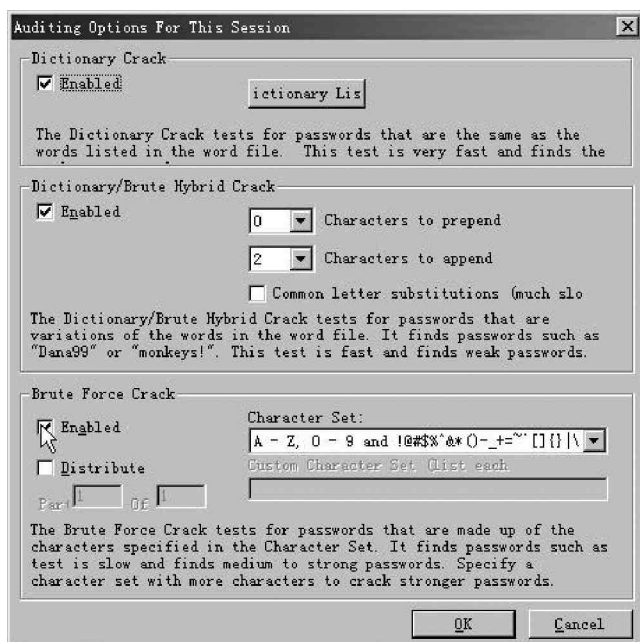 Auditing Options For This Session
Dictionary Crack
Enabled
ictionary Lis
The Dictionary Crack tests for passwords that are the same as the
words listed in the word file. This test is very fast and finds the
Dictionary/Brute Hybrid Crack
Enabled
0 Characters to prepend
2 Characters to append
Common letter substitutions (much slo
The Dictionary/Brute Hybrid Crack tests for passwords that are
variations of the words in the word file. It finds passwords such as
"Dana99" or "monkeys!". This test is fast and finds weak passwords.
Brute Force Crack
Enabled
Character Set:
A - Z, 0 - 9 and !@#$%^&*()-_+=~`[]{}|\
Distribute
Custom Character Set (list each
Part 1 Of 1
The Brute Force Crack tests for passwords that are made up of the
characters specified in the Character Set. It finds passwords such as
test is slow and finds medium to strong passwords. Specify a
character set with more characters to crack stronger passwords.
OK Cancel